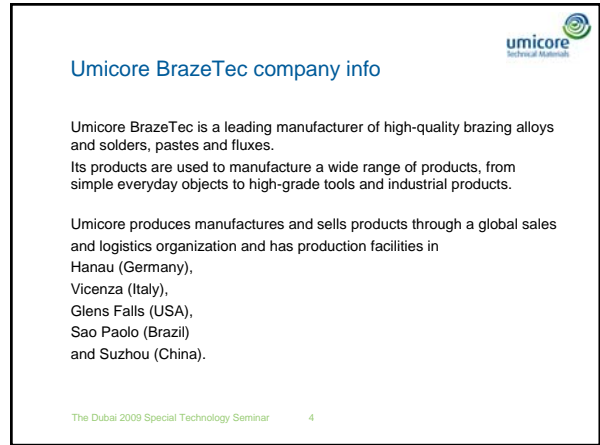 umicore
Technical Materials
Umicore BrazeTec company info
Umicore BrazeTec is a leading manufacturer of high-quality brazing alloys
and solders, pastes and fluxes.
Its products are used to manufacture a wide range of products, from
simple everyday objects to high-grade tools and industrial products.
Umicore produces manufactures and sells products through a global sales
and logistics organization and has production facilities in
Hanau (Germany),
Vicenza (Italy),
Glens Falls (USA),
Sao Paolo (Brazil)
and Suzhou (China).
The Dubai 2009 Special Technology Seminar 4